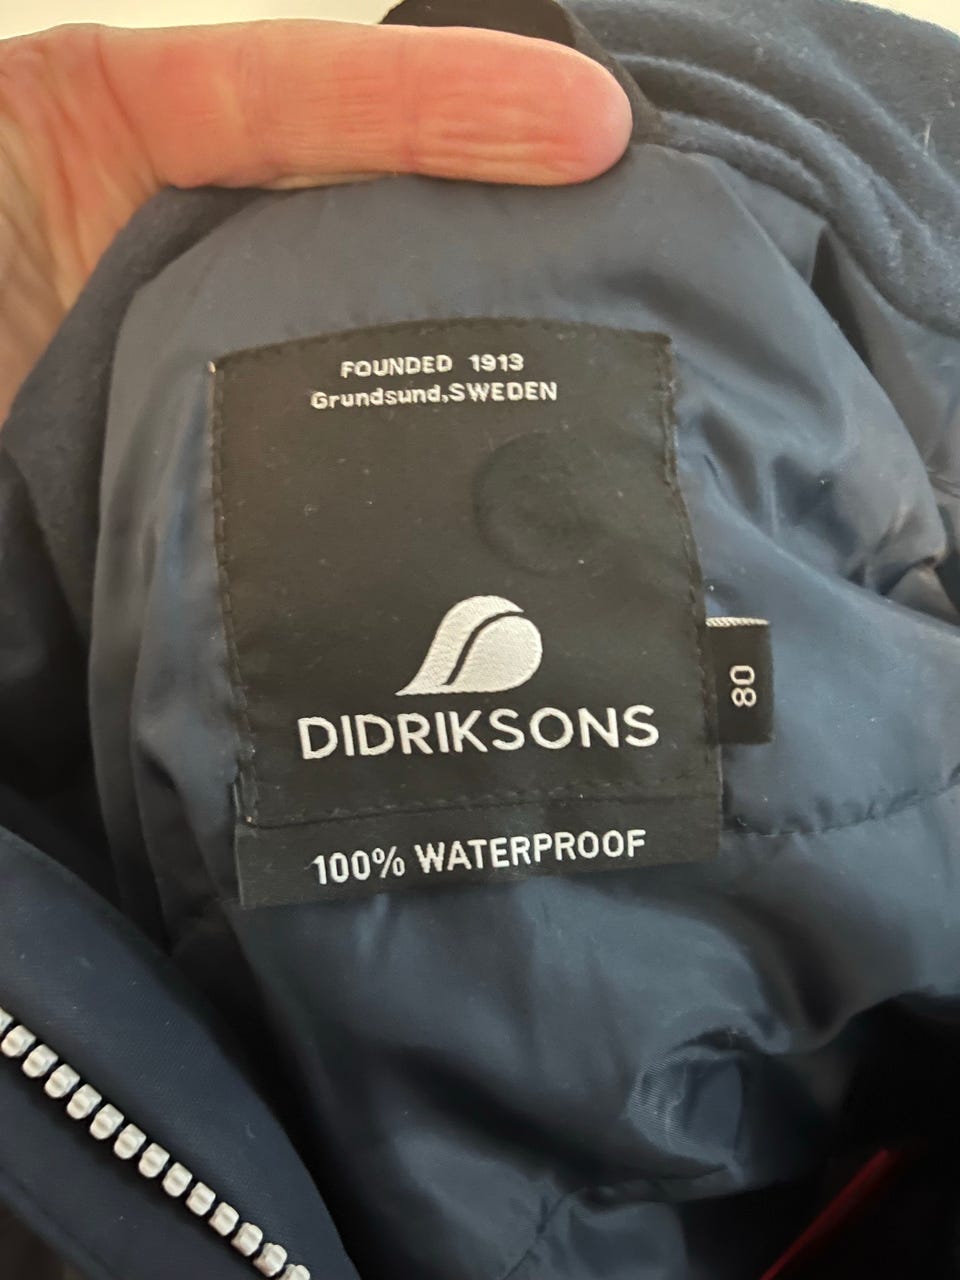 FOUNDED 1913
Grundsund,SWEDEN
DIDRIKSONS
80
100% WATERPROOF